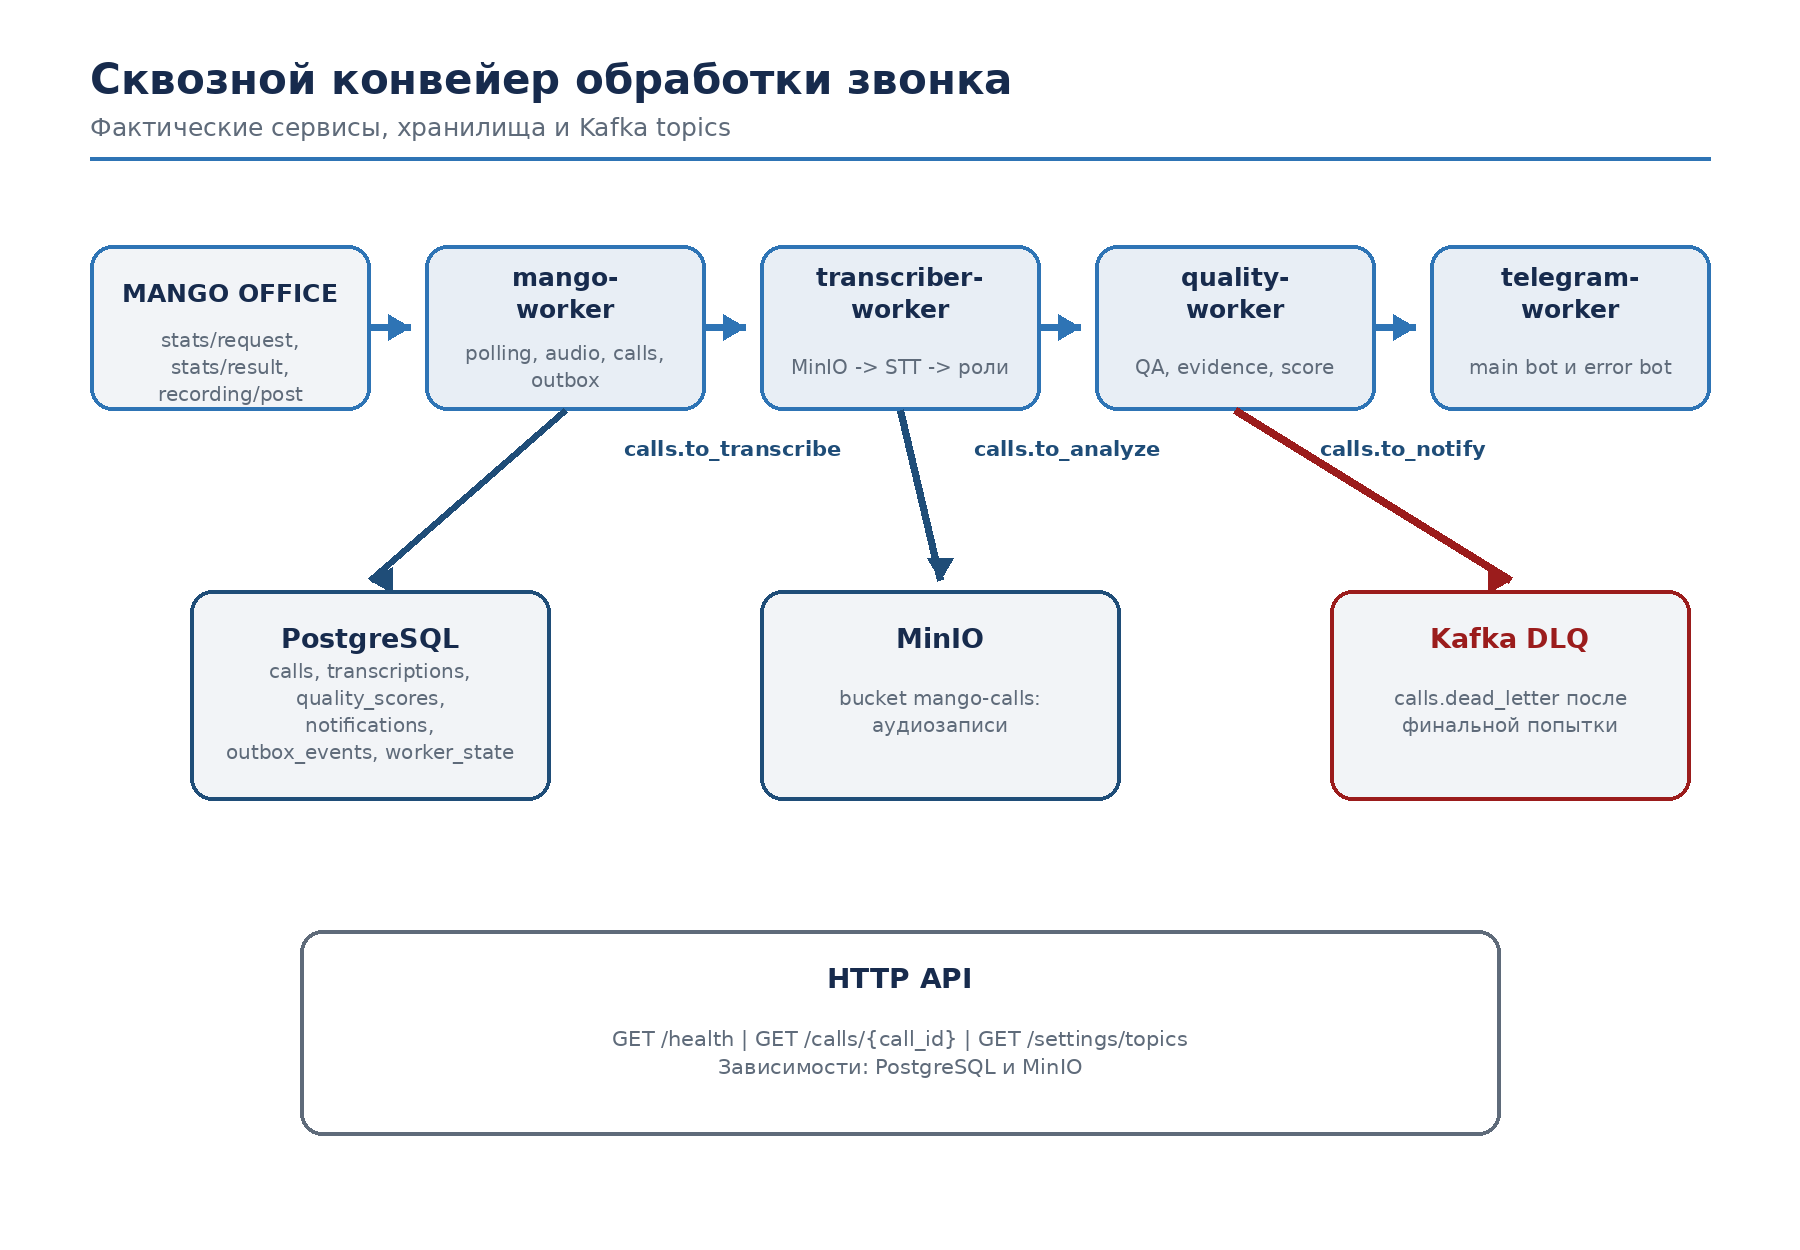 Сквозной конвейер обработки звонка
Фактические сервисы, хранилища и Kafka topics
MANGO OFFICE
stats/request,
stats/result,
recording/post
mango-
worker
polling, audio, calls,
outbox
transcriber-
worker
MinIO -> STT -> роли
quality-
worker
QA, evidence, score
telegram-
worker
main bot и error bot
calls.to_transcribe
calls.to_analyze
calls.to_notify
PostgreSQL
calls, transcriptions,
quality_scores,
notifications,
outbox_events, worker_state
MinIO
bucket mango-calls:
аудиозаписи
Kafka DLQ
calls.dead_letter после
финальной попытки
HTTP API
GET /health | GET /calls/{call_id} | GET /settings/topics
Зависимости: PostgreSQL и MinIO